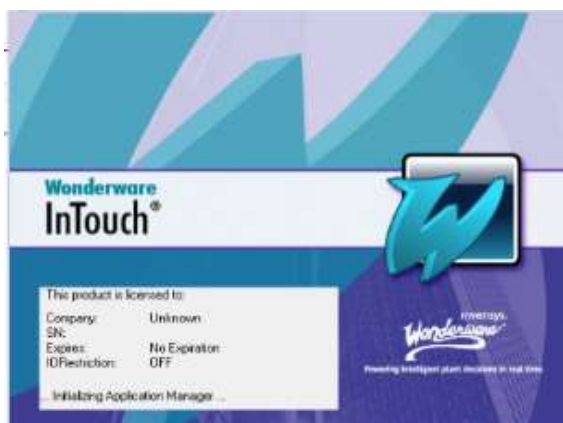 Wonderware
InTouch®
This product is licensed to:
Company: Unknown
SN:
Expires: No Expiration
IORestriction: OFF
... Initializing Application Manager ...
invensys.
Wonderware
Powering intelligent plant decisions in real time.